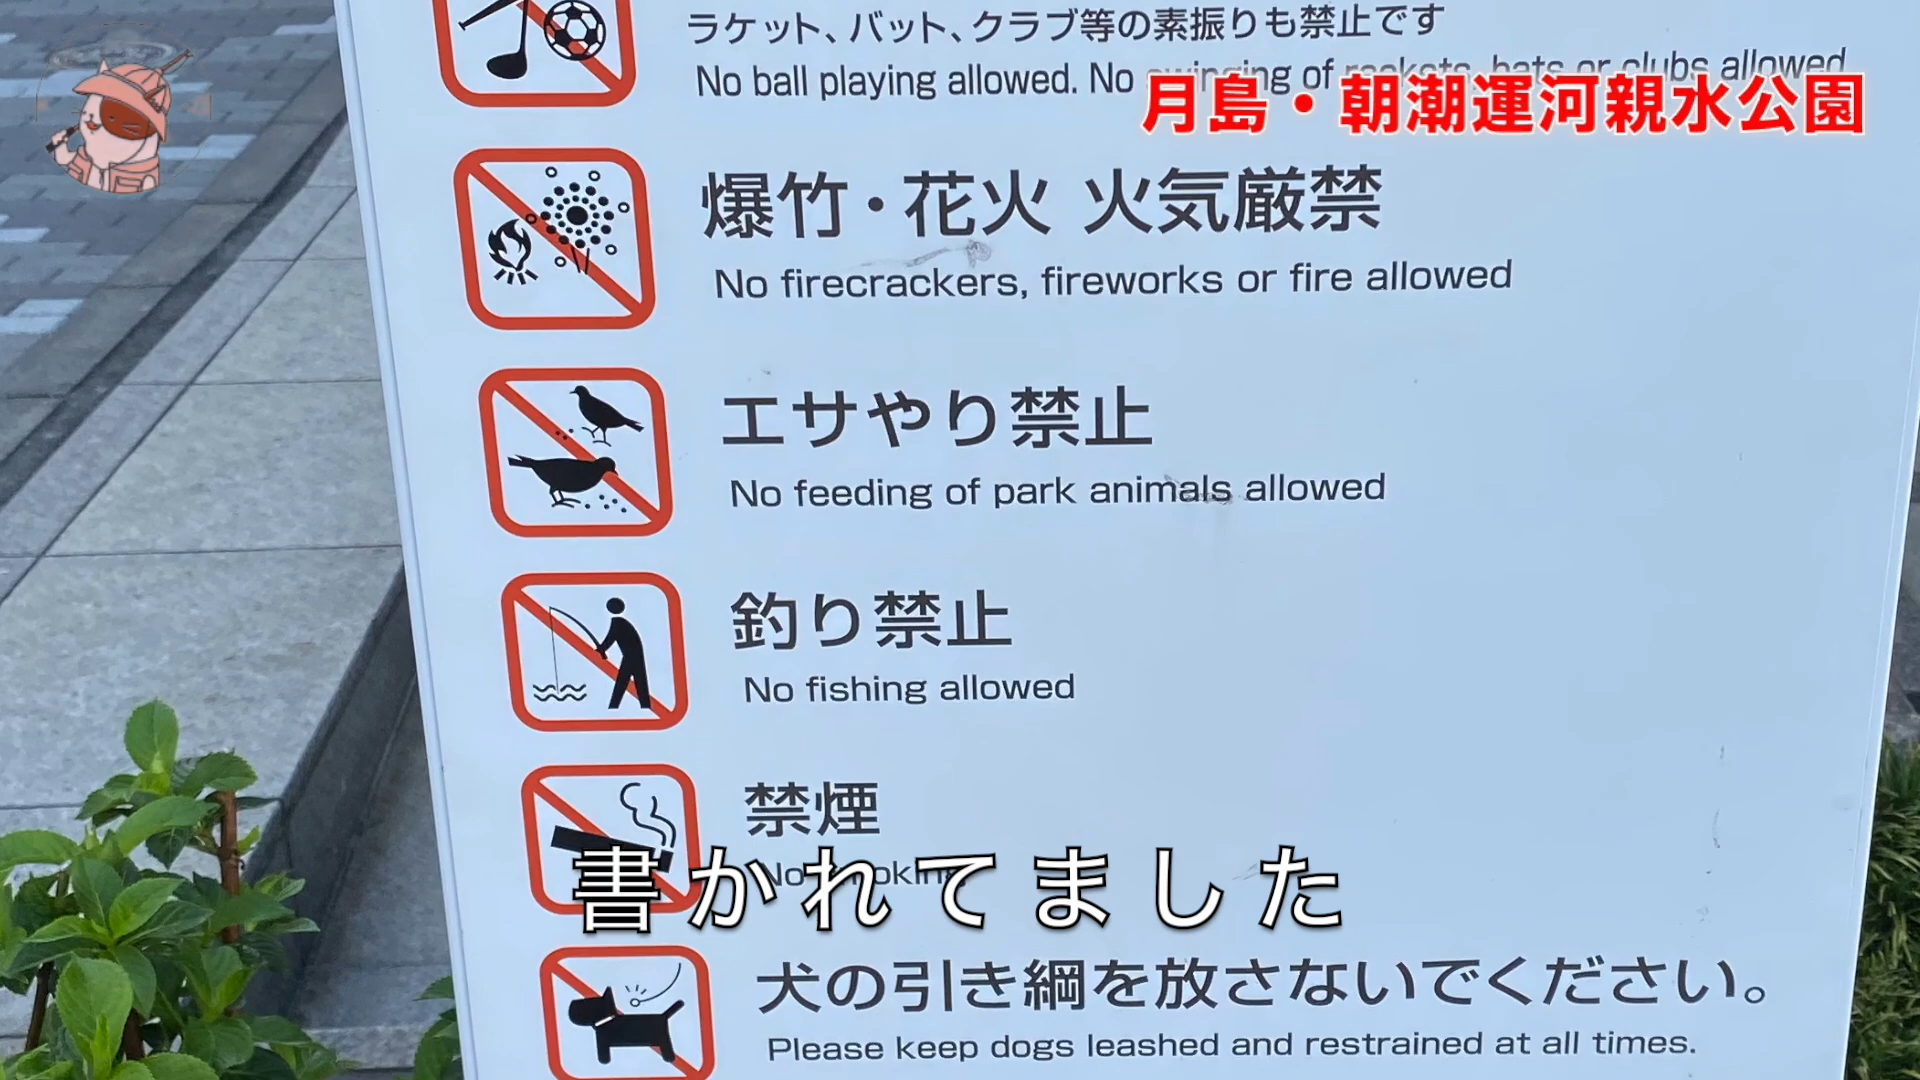 ラケット、バット、クラブ等の素振りも禁止です
No ball playing allowed. No swinging of rackets, bats or clubs allowed
月島・朝潮運河親水公園
爆竹・花火 火気厳禁
No firecrackers, fireworks or fire allowed
エサやり禁止
No feeding of park animals allowed
釣り禁止
No fishing allowed
禁煙
No smoking
書かれてました
犬の引き綱を放さないでください。
Please keep dogs leashed and restrained at all times.